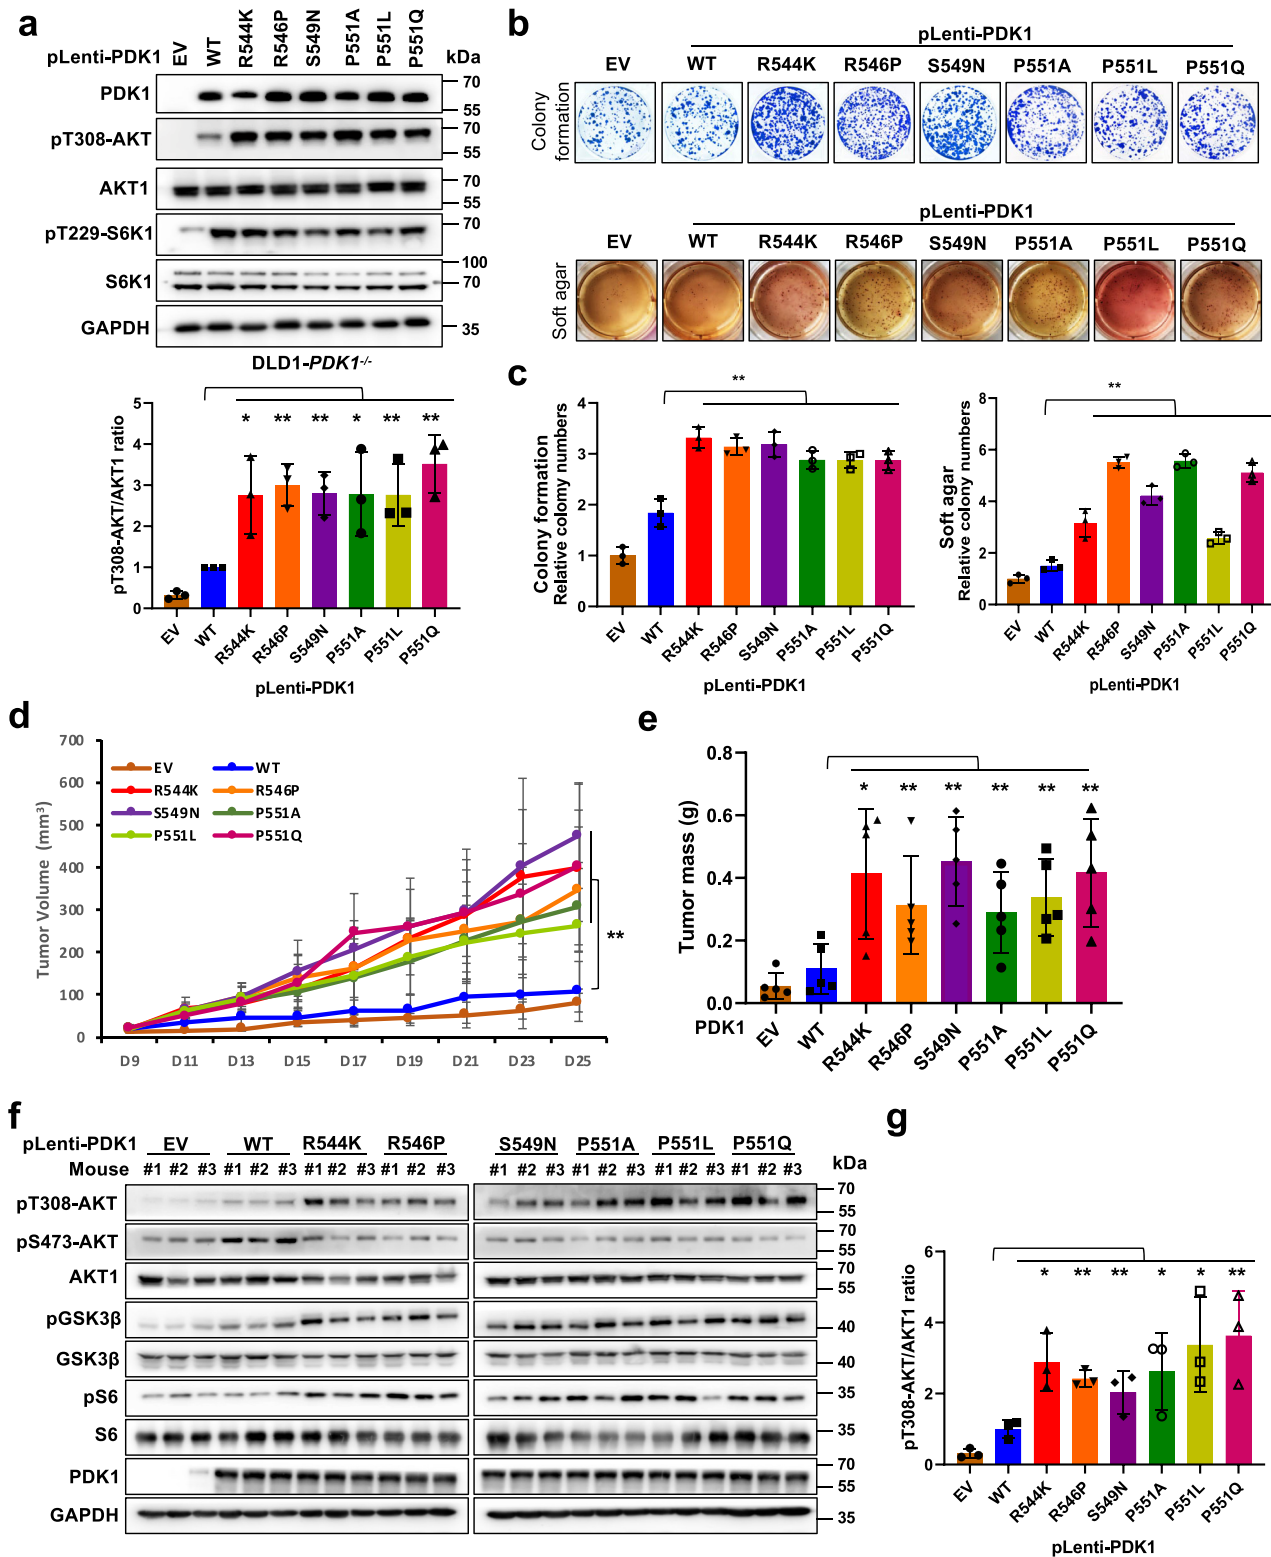 a
pLenti-PDK1 EV WT R544K R546P S549N P551A P551L P551Q kDa
PDK1 70 55
pT308-AKT 70 55
AKT1 70 55
pT229-S6K1 70
S6K1 100 70
GAPDH 35
DLD1-PDK1-/-
pT308-AKT/AKT1 ratio
5
4
3
2
1
0
* ** ** * ** **
EV WT R544K R546P S549N P551A P551L P551Q
pLenti-PDK1
b
pLenti-PDK1
EV WT R544K R546P S549N P551A P551L P551Q
Colony
formation
pLenti-PDK1
EV WT R544K R546P S549N P551A P551L P551Q
Soft agar
c
Colony formation
Relative colomy numbers
4
3
2
1
0
**
EV WT R544K R546P S549N P551A P551L P551Q
pLenti-PDK1
Soft agar
Relative colony numbers
8
6
4
2
0
**
EV WT R544K R546P S549N P551A P551L P551Q
pLenti-PDK1
d
Tumor Volume (mm3)
700
600
500
400
300
200
100
0
EV WT
R544K R546P
S549N P551A
P551L P551Q
**
D9 D11 D13 D15 D17 D19 D21 D23 D25
e
Tumor mass (g)
0.8
0.6
0.4
0.2
0.0
* ** ** ** ** **
PDK1
EV WT R544K R546P S549N P551A P551L P551Q
f
pLenti-PDK1 EV WT R544K R546P S549N P551A P551L P551Q
Mouse #1 #2 #3 #1 #2 #3 #1 #2 #3 #1 #2 #3 #1 #2 #3 #1 #2 #3 #1 #2 #3 #1 #2 #3 kDa
pT308-AKT 70 55
pS473-AKT 70 55
AKT1 70 55
pGSK3β 40
GSK3β 40
pS6 35
S6 35
PDK1 70 55
GAPDH 35
g
pT308-AKT/AKT1 ratio
6
4
2
0
* ** ** * * **
EV WT R544K R546P S549N P551A P551L P551Q
pLenti-PDK1